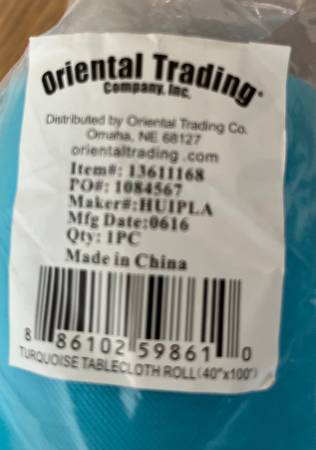 Oriental Trading
Company, Inc.
Distributed by Oriental Trading Co.
Omaha, NE 68127
orientaltrading.com
Item#: 13611168
PO#: 1084567
Maker#:HUIPLA
Mfg Date:0616
Qty: 1PC
Made in China
8 86102 59861 0
TURQUOISE TABLECLOTH ROLL(40"x100')